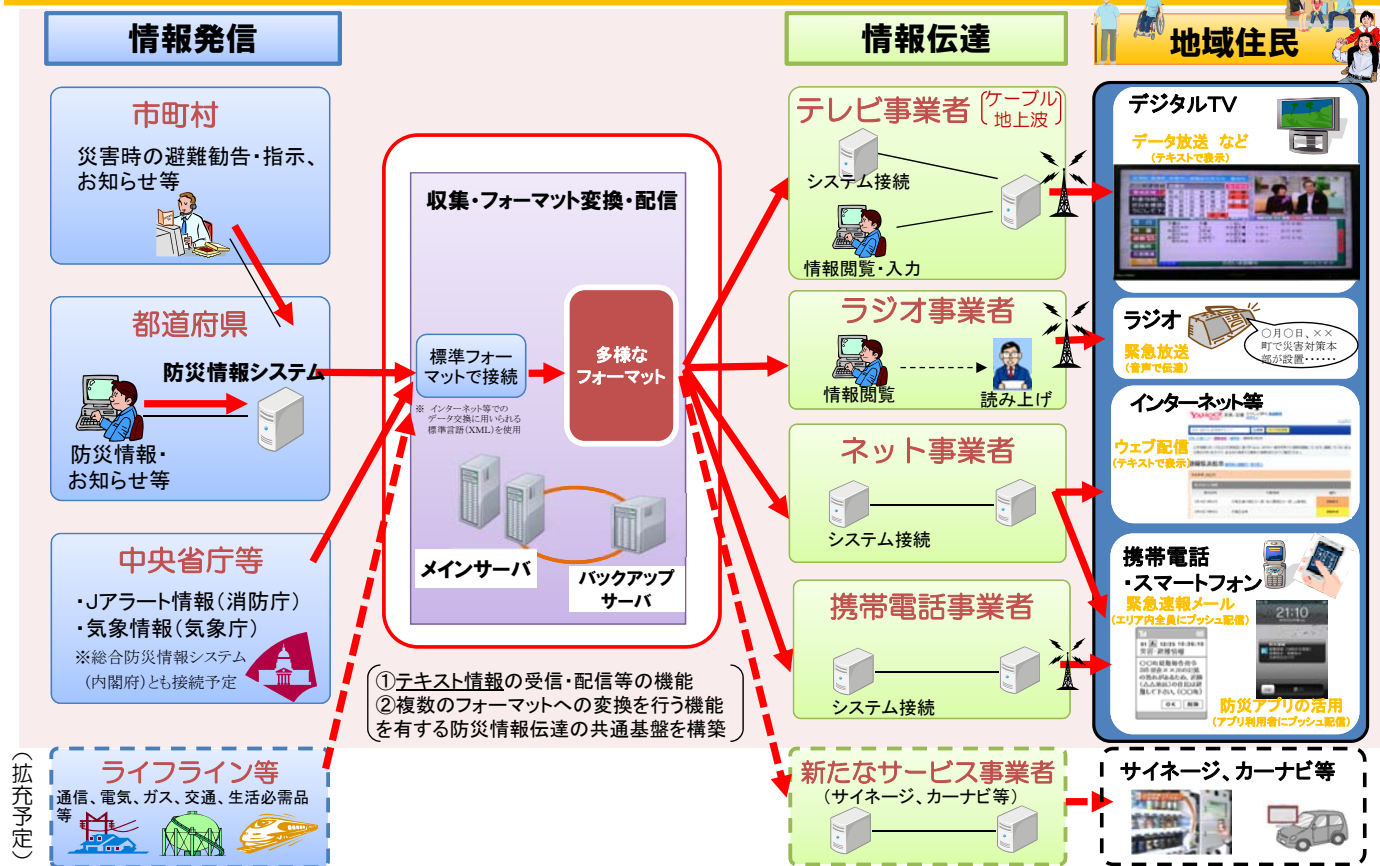 情報発信
情報伝達
地域住民
市町村
災害時の避難勧告・指示、
お知らせ等
都道府県
防災情報システム
防災情報・
お知らせ等
中央省庁等
・Jアラート情報(消防庁)
・気象情報(気象庁)
※総合防災情報システム
(内閣府)とも接続予定
(拡充予定)
ライフライン等
通信、電気、ガス、交通、生活必需品
等
収集・フォーマット変換・配信
標準フォー
マットで接続
多様な
フォーマット
※ インターネット等での
データ交換に用いられる
標準言語(XML)を使用
メインサーバ
バックアップ
サーバ
①テキスト情報の受信・配信等の機能
②複数のフォーマットへの変換を行う機能
を有する防災情報伝達の共通基盤を構築
テレビ事業者
ケーブル
地上波
システム接続
情報閲覧・入力
ラジオ事業者
情報閲覧
読み上げ
ネット事業者
システム接続
携帯電話事業者
システム接続
新たなサービス事業者
(サイネージ、カーナビ等)
デジタルTV
データ放送 など
(テキストで表示)
ラジオ
緊急放送
(音声で伝達)
○月○日、××
町で災害対策本
部が設置……
インターネット等
ウェブ配信
(テキストで表示)
携帯電話
・スマートフォン
緊急速報メール
(エリア内全員にプッシュ配信)
21:10
防災アプリの活用
(アプリ利用者にプッシュ配信)
サイネージ、カーナビ等